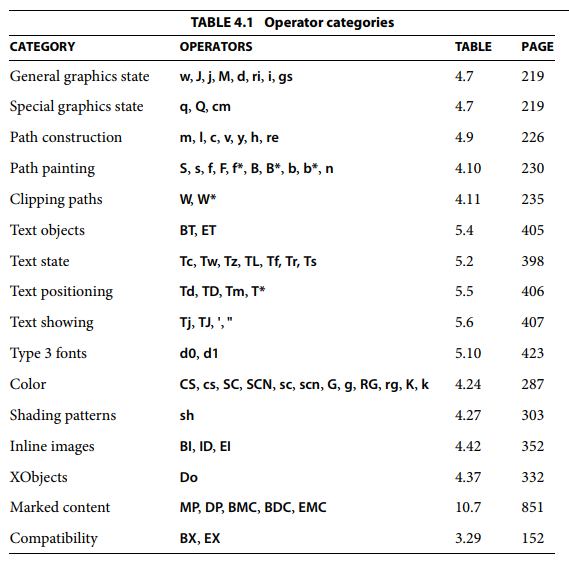 TABLE 4.1 Operator categories
CATEGORY OPERATORS TABLE PAGE
General graphics state w, J, j, M, d, ri, i, gs 4.7 219
Special graphics state q, Q, cm 4.7 219
Path construction m, l, c, v, y, h, re 4.9 226
Path painting S, s, f, F, f*, B, B*, b, b*, n 4.10 230
Clipping paths W, W* 4.11 235
Text objects BT, ET 5.4 405
Text state Tc, Tw, Tz, TL, Tf, Tr, Ts 5.2 398
Text positioning Td, TD, Tm, T* 5.5 406
Text showing Tj, TJ, ', " 5.6 407
Type 3 fonts d0, d1 5.10 423
Color CS, cs, SC, SCN, sc, scn, G, g, RG, rg, K, k 4.24 287
Shading patterns sh 4.27 303
Inline images BI, ID, EI 4.42 352
XObjects Do 4.37 332
Marked content MP, DP, BMC, BDC, EMC 10.7 851
Compatibility BX, EX 3.29 152